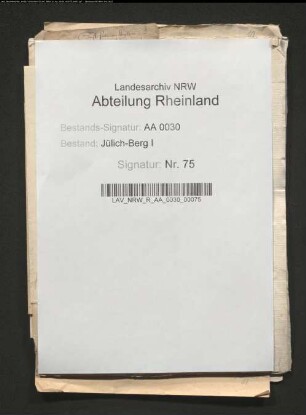 Landesarchiv NRW
Abteilung Rheinland
Bestands-Signatur: AA 0030
Bestand: Jülich-Berg I
Signatur: Nr. 75
LAV_NRW_R_AA_0030_00075